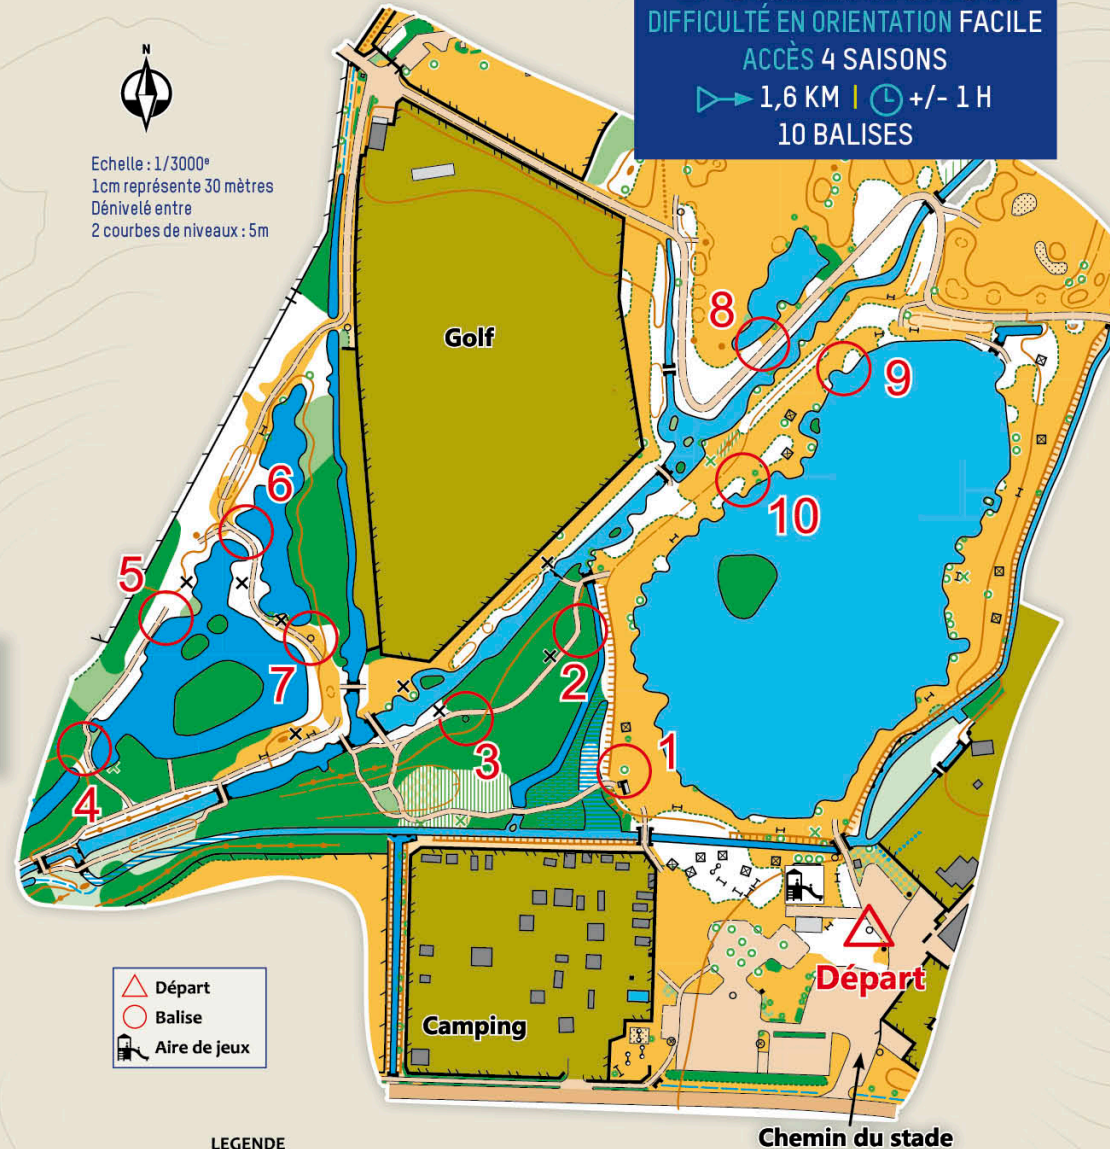 DIFFICULTÉ EN ORIENTATION FACILE
ACCÈS 4 SAISONS
1,6 KM | +/- 1 H
10 BALISES
N
Echelle : 1/3000e
1cm représente 30 mètres
Dénivelé entre
2 courbes de niveaux : 5m
Golf
8
9
6
10
5
2
7
1
3
4
Départ
Départ
Balise
Aire de jeux
Camping
Chemin du stade
LEGENDE